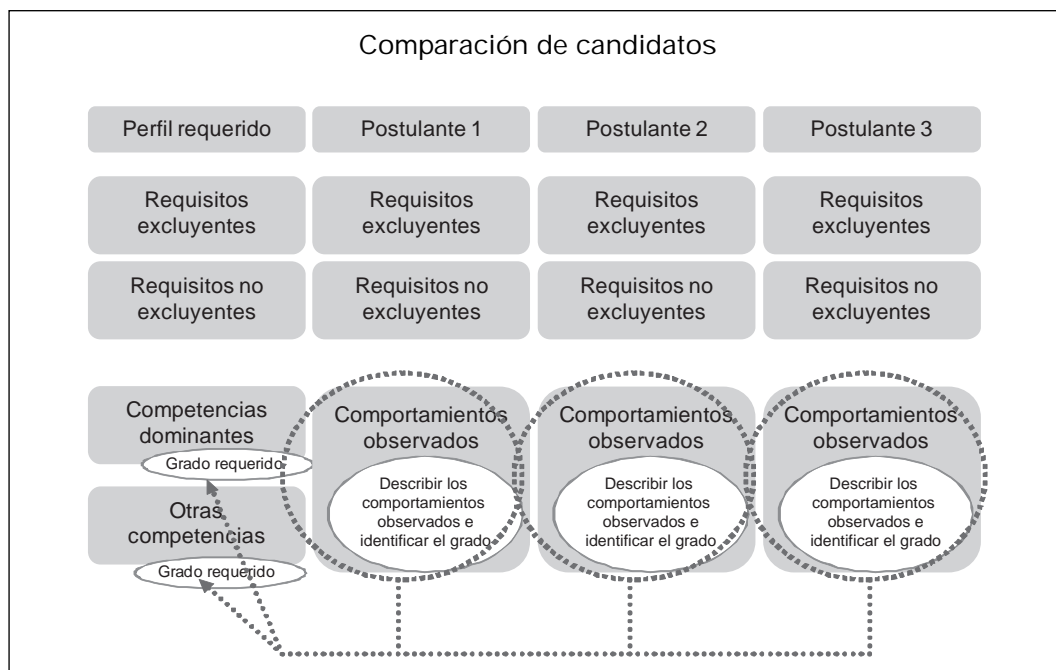 Comparación de candidatos
Perfil requerido
Postulante 1
Postulante 2
Postulante 3
Requisitos
excluyentes
Requisitos
excluyentes
Requisitos
excluyentes
Requisitos
excluyentes
Requisitos no
excluyentes
Requisitos no
excluyentes
Requisitos no
excluyentes
Requisitos no
excluyentes
Competencias
dominantes
Grado requerido
Otras
competencias
Grado requerido
Comportamientos
observados
Describir los
comportamientos
observados e
identificar el grado
Comportamientos
observados
Describir los
comportamientos
observados e
identificar el grado
Comportamientos
observados
Describir los
comportamientos
observados e
identificar el grado